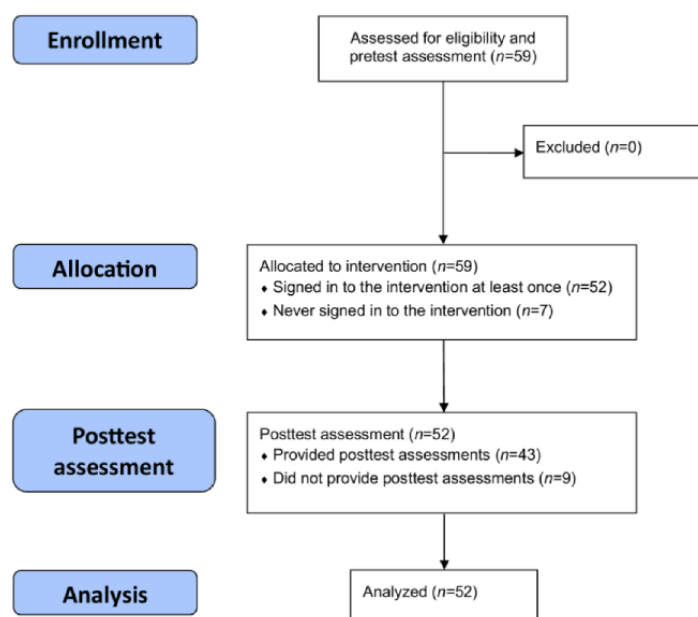 Enrollment
Assessed for eligibility and
pretest assessment (n=59)
Excluded (n=0)
Allocation
Allocated to intervention (n=59)
♦ Signed in to the intervention at least once (n=52)
♦ Never signed in to the intervention (n=7)
Posttest
assessment
Posttest assessment (n=52)
♦ Provided posttest assessments (n=43)
♦ Did not provide posttest assessments (n=9)
Analysis
Analyzed (n=52)